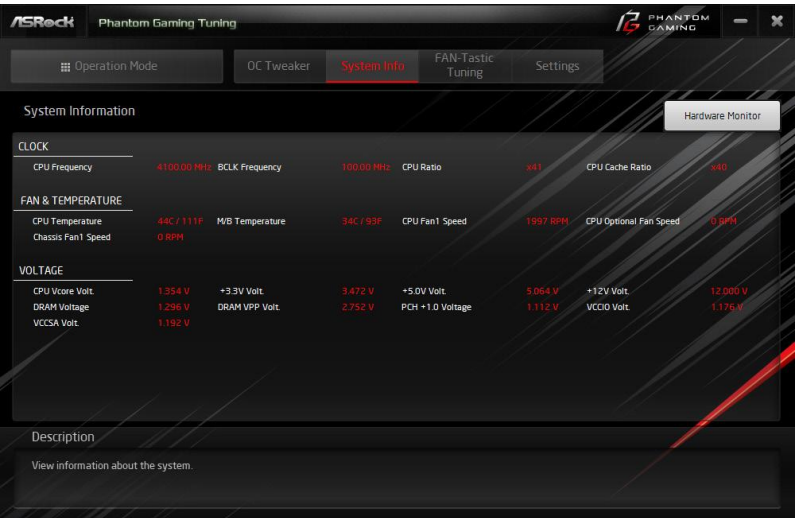 ASRock Phantom Gaming Tuning PHANTOM GAMING
Operation Mode OC Tweaker System Info FAN-Tastic Tuning Settings
System Information Hardware Monitor
CLOCK
CPU Frequency 4100.00 MHz BCLK Frequency 100.00 MHz CPU Ratio x41 CPU Cache Ratio x40
FAN & TEMPERATURE
CPU Temperature 44C / 111F M/B Temperature 34C / 93F CPU Fan1 Speed 1997 RPM CPU Optional Fan Speed 0 RPM
Chassis Fan1 Speed 0 RPM
VOLTAGE
CPU Vcore Volt. 1.354 V +3.3V Volt. 3.472 V +5.0V Volt. 5.064 V +12V Volt. 12.000 V
DRAM Voltage 1.296 V DRAM VPP Volt. 2.752 V PCH +1.0 Voltage 1.112 V VCCIO Volt. 1.176 V
VCCSA Volt. 1.192 V
Description
View information about the system.